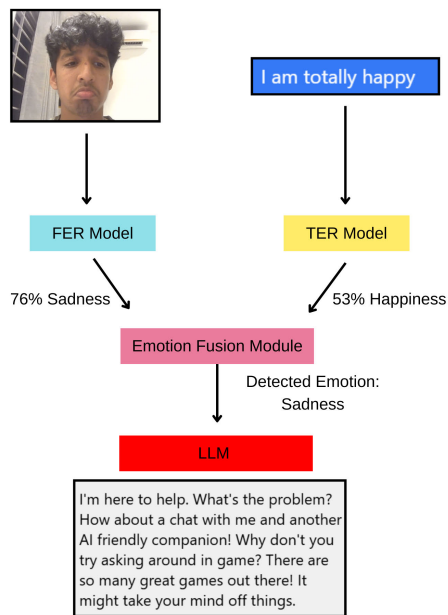 I am totally happy
FER Model
TER Model
76% Sadness
53% Happiness
Emotion Fusion Module
Detected Emotion:
Sadness
LLM
I'm here to help. What's the problem?
How about a chat with me and another
AI friendly companion! Why don't you
try asking around in game? There are
so many great games out there! It
might take your mind off things.